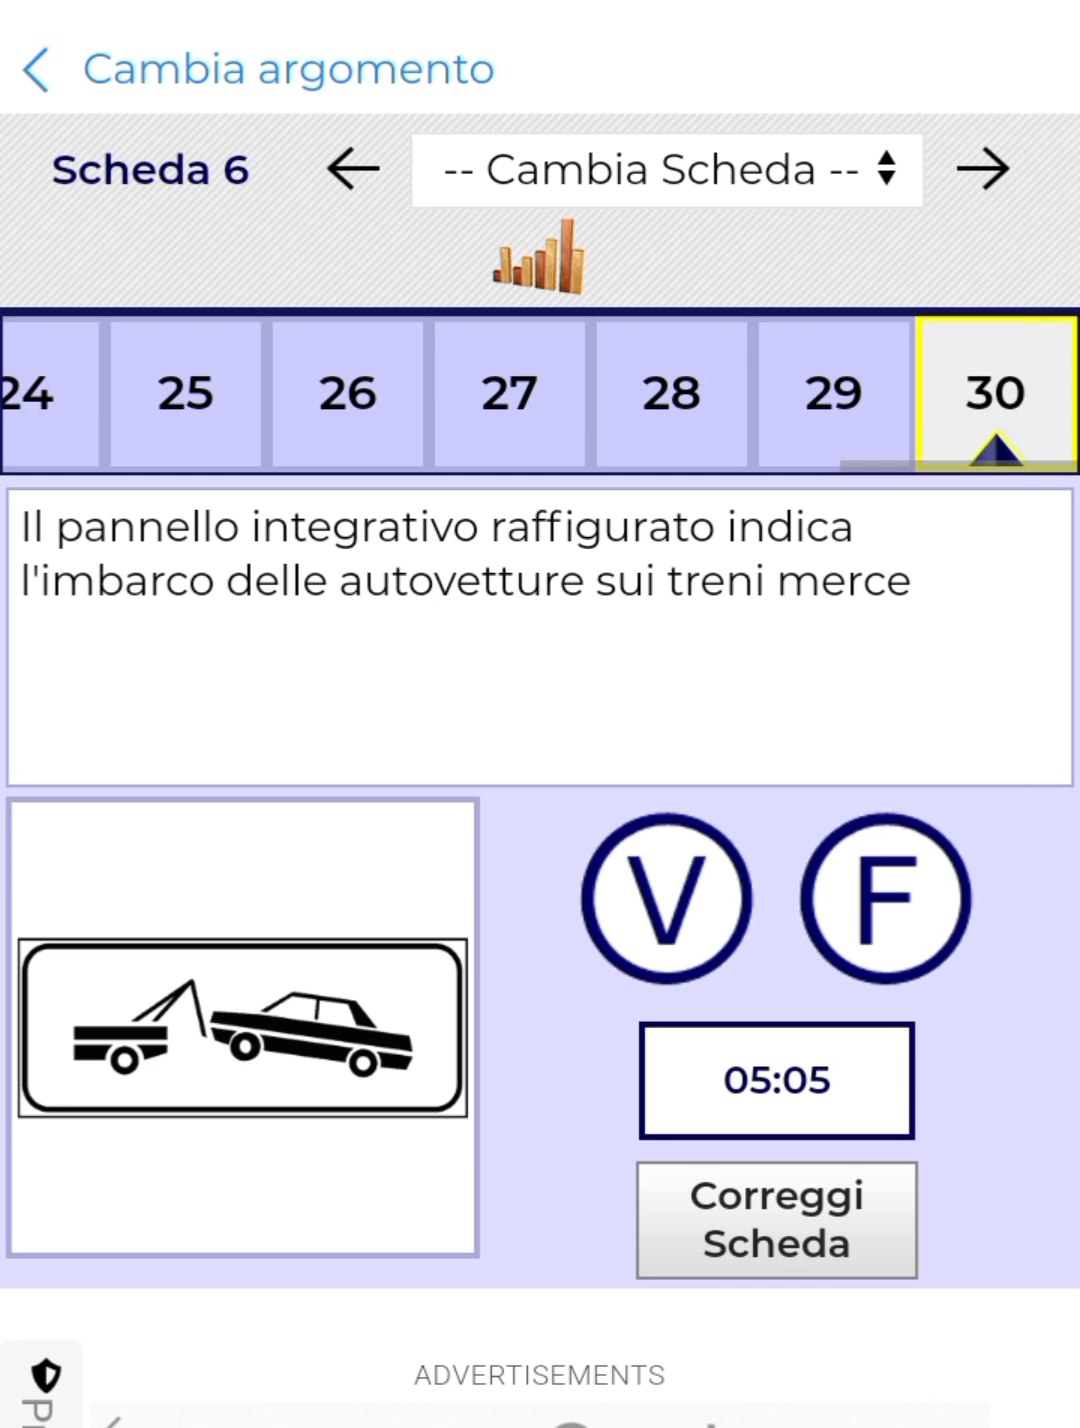 Cambia argomento
Scheda 6
-- Cambia Scheda --
24 25 26 27 28 29 30
Il pannello integrativo raffigurato indica
l'imbarco delle autovetture sui treni merce
V F
05:05
Correggi
Scheda
ADVERTISEMENTS